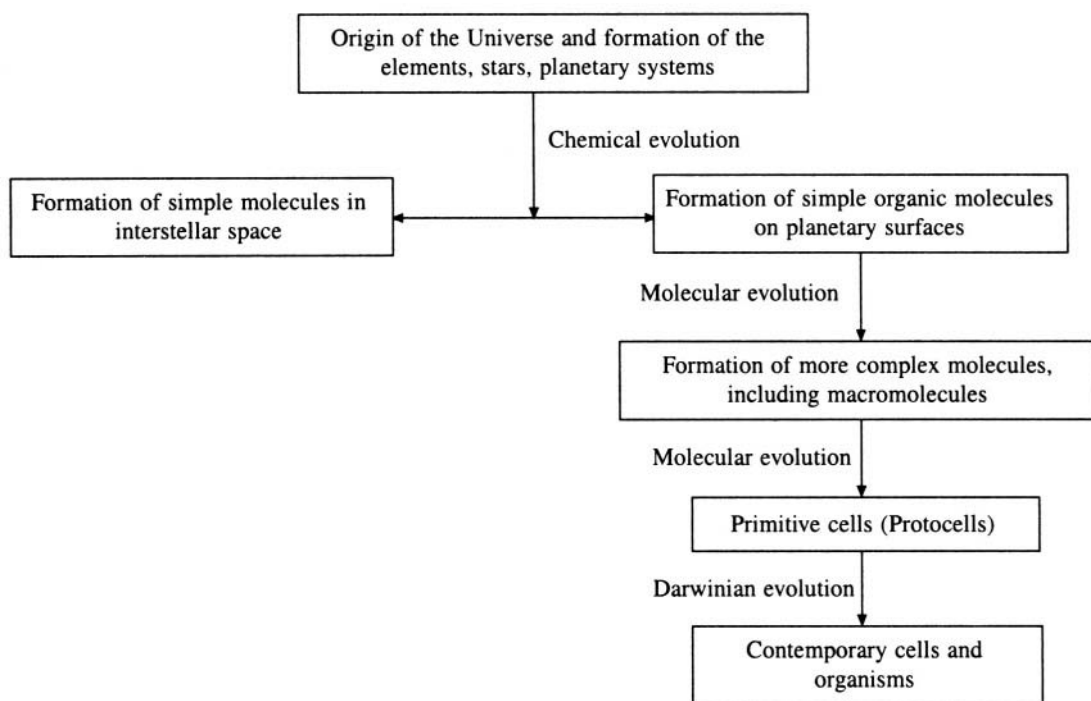 Origin of the Universe and formation of the
elements, stars, planetary systems
Chemical evolution
Formation of simple molecules in
interstellar space
Formation of simple organic molecules
on planetary surfaces
Molecular evolution
Formation of more complex molecules,
including macromolecules
Molecular evolution
Primitive cells (Protocells)
Darwinian evolution
Contemporary cells and
organisms